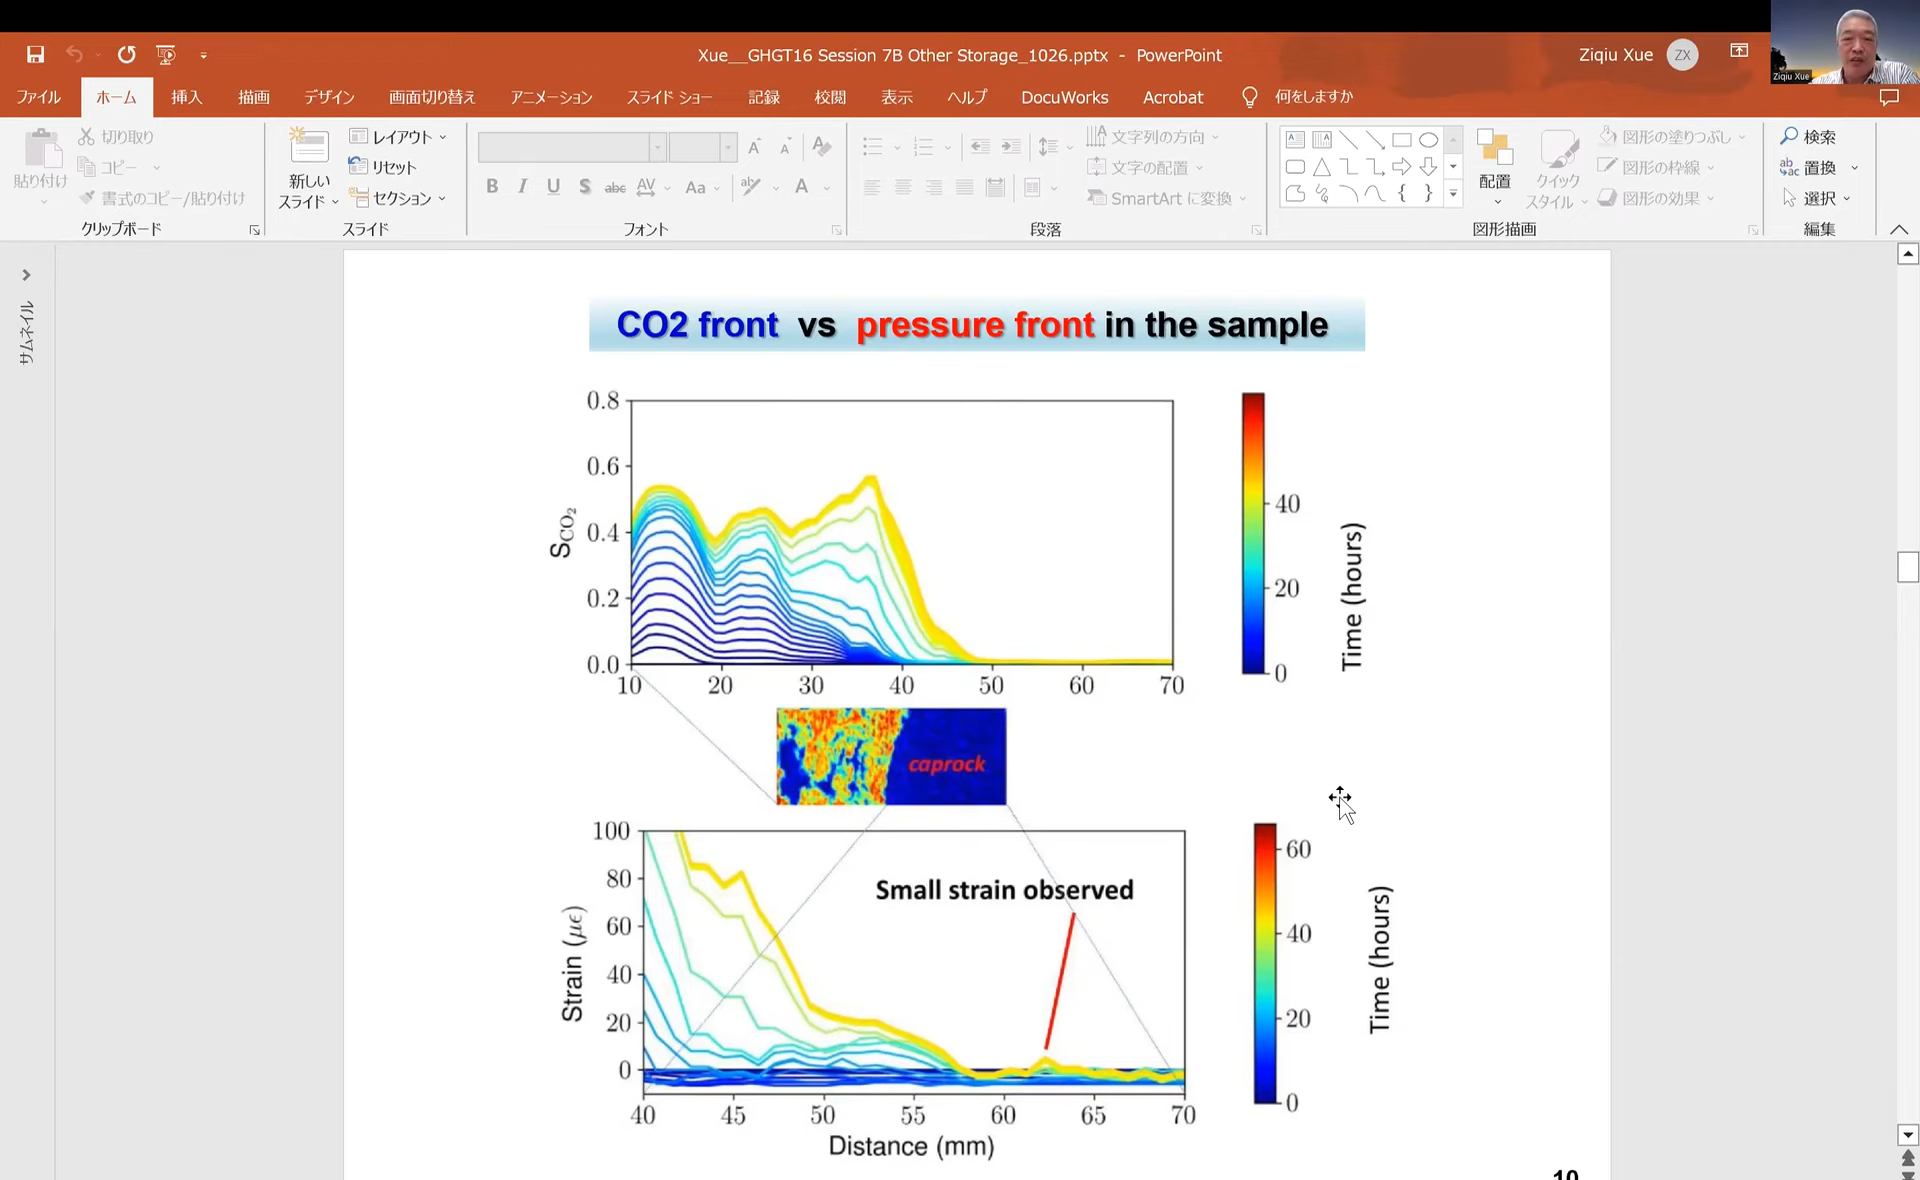 Xue__GHGT16 Session 7B Other Storage_1026.pptx - PowerPoint
Ziqiu Xue
ZX
Ziqiu Xue
ファイル ホーム 挿入 描画 デザイン 画面切り替え アニメーション スライド ショー 記録 校閲 表示 ヘルプ DocuWorks Acrobat 何をしますか
貼り付け
切り取り
コピー
書式のコピー/貼り付け
クリップボード
新しい
スライド
レイアウト
リセット
セクション
スライド
B I U S abc AV Aa A
フォント
文字列の方向
文字の配置
SmartArt に変換
段落
配置
クイック
スタイル
図形の塗りつぶし
図形の枠線
図形の効果
図形描画
検索
置換
選択
編集
サムネイル
CO2 front vs pressure front in the sample
0.8
0.6
0.4
0.2
0.0
SCO2
10 20 30 40 50 60 70
40
20
0
Time (hours)
caprock
100
80
60
40
20
0
Strain (με)
Small strain observed
40 45 50 55 60 65 70
Distance (mm)
60
40
20
0
Time (hours)
10